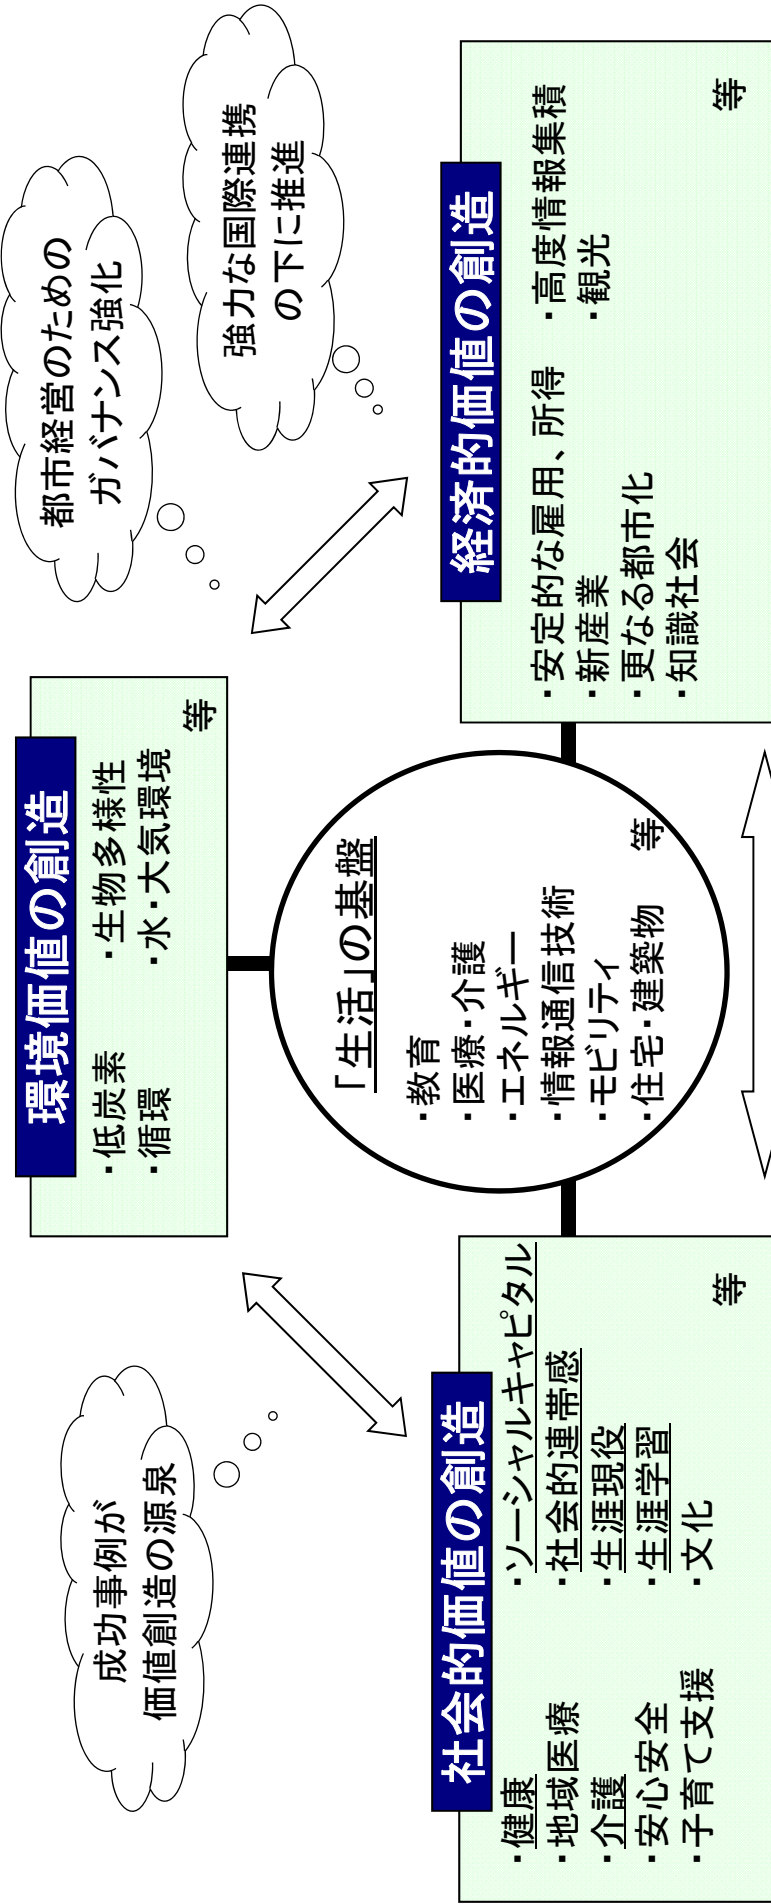 成功事例が
価値創造の源泉
都市経営のための
ガバナンス強化
強力な国際連携
の下に推進
環境価値の創造
・低炭素
・循環
・生物多様性
・水・大気環境
等
「生活」の基盤
・教育
・医療・介護
・エネルギー
・情報通信技術
・モビリティ
・住宅・建築物
等
社会的価値の創造
・健康
・地域医療
・介護
・安心安全
・子育て支援
・ソーシャルキャピタル
・社会的連帯感
・生涯現役
・生涯学習
・文化
等
経済的価値の創造
・安定的な雇用、所得
・新産業
・更なる都市化
・知識社会
・高度情報集積
・観光
等